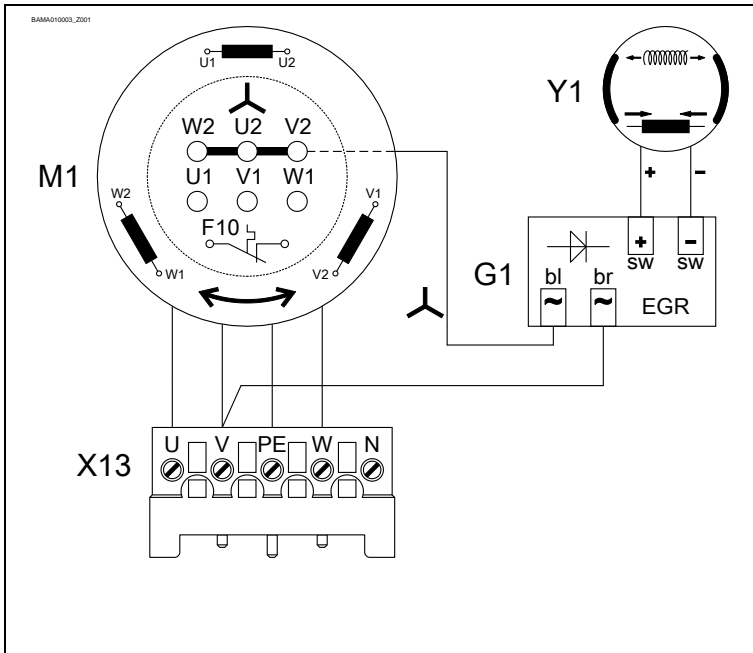 BAMA010003_Z001
U1 U2
Y1
W2 U2 V2
M1
U1 V1 W1
W2
V1
F10
W1
V2
+ -
+ -
sw sw
G1
bl br
~ ~
EGR
U V PE W N
X13